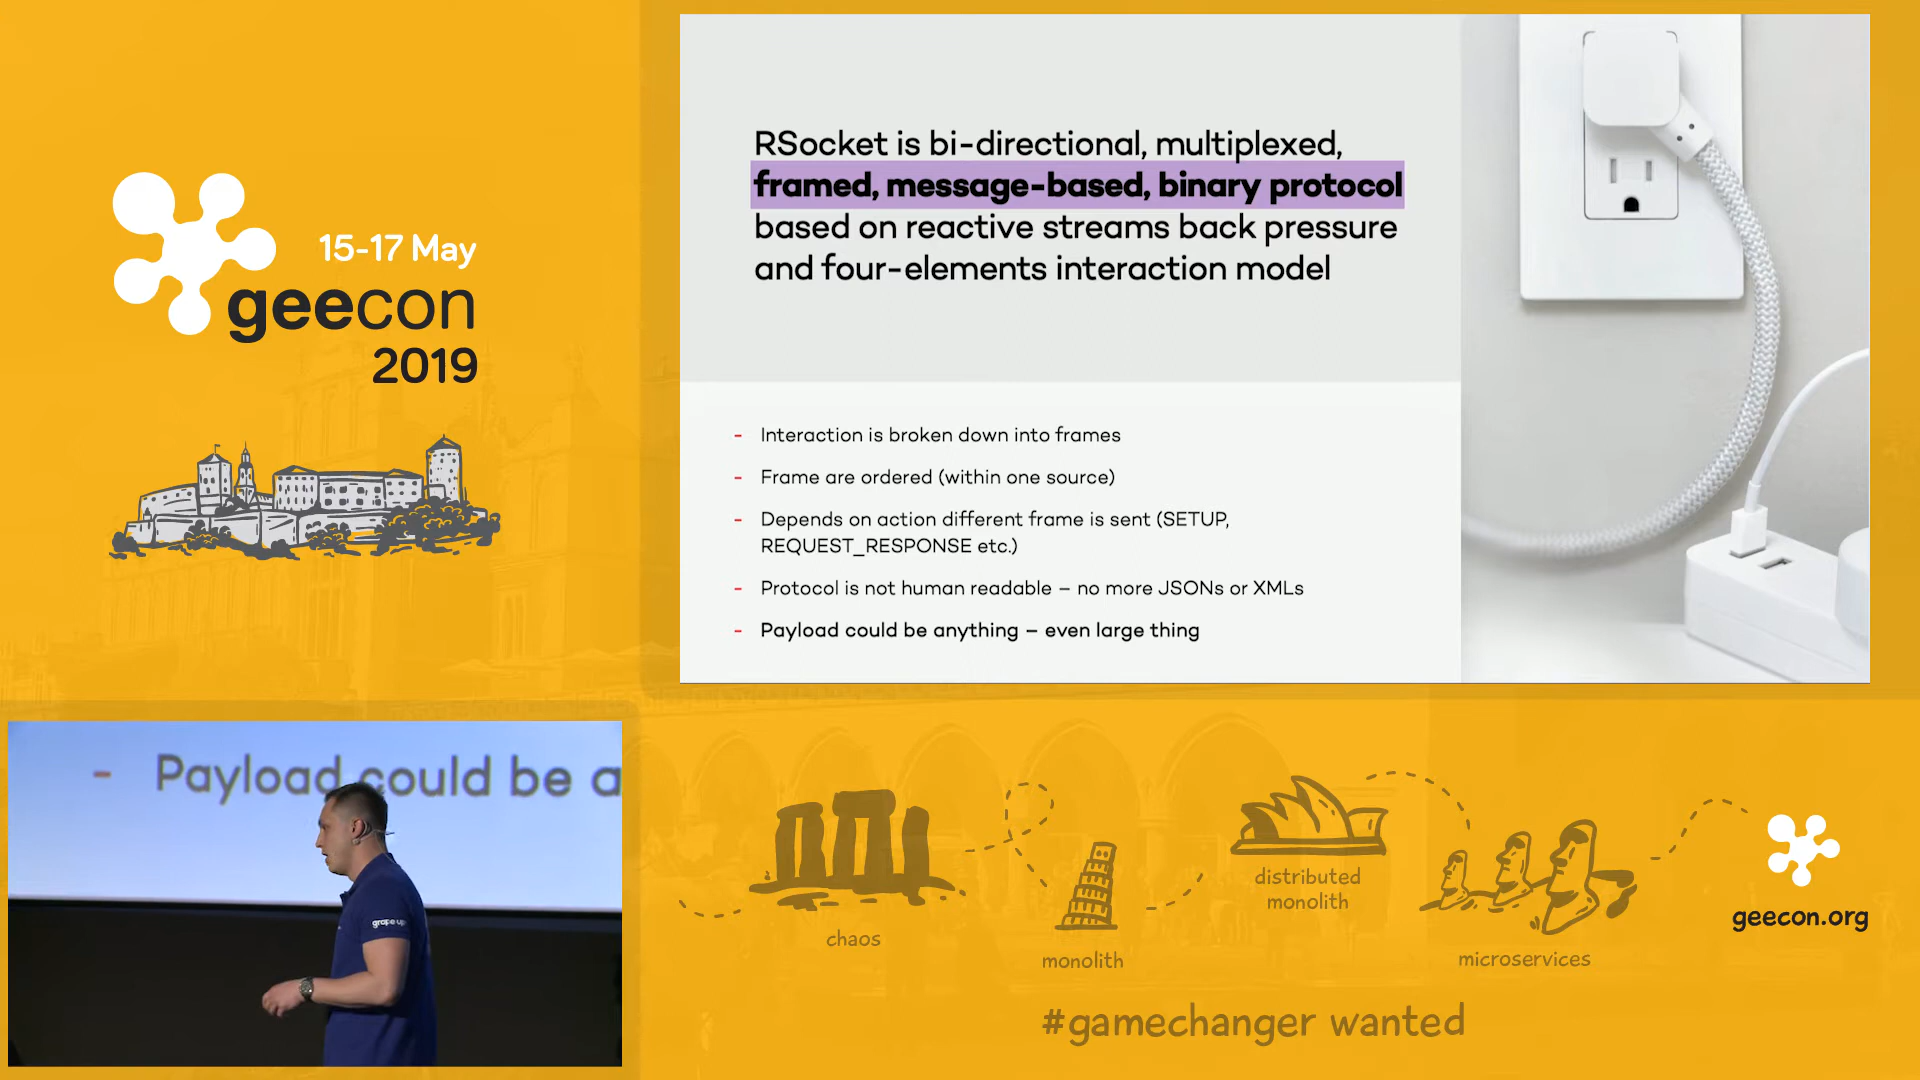 15-17 May
geecon
2019
RSocket is bi-directional, multiplexed,
framed, message-based, binary protocol
based on reactive streams back pressure
and four-elements interaction model
- Interaction is broken down into frames
- Frame are ordered (within one source)
- Depends on action different frame is sent (SETUP,
REQUEST_RESPONSE etc.)
- Protocol is not human readable – no more JSONs or XMLs
- Payload could be anything – even large thing
- Payload could be a
grape up
chaos
monolith
distributed
monolith
microservices
geecon.org
#gamechanger wanted